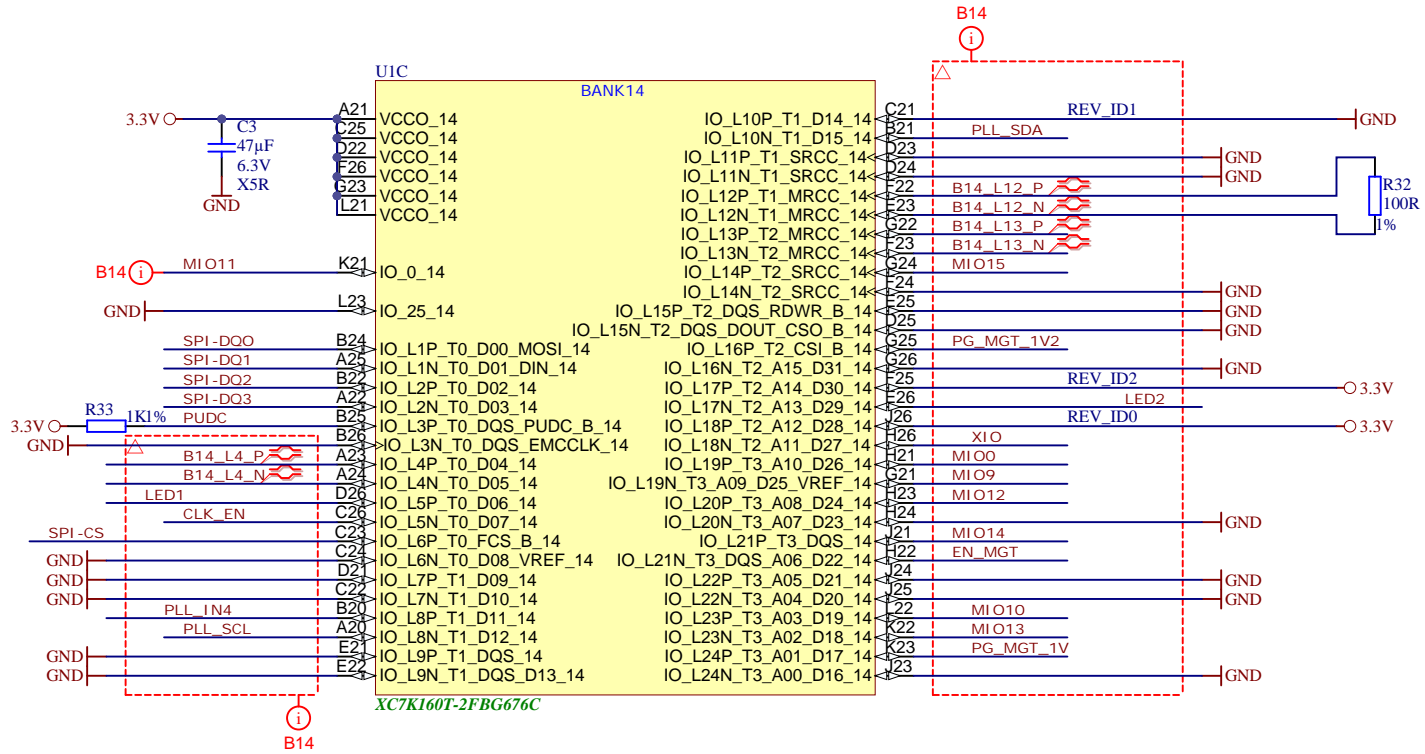 B14
i
U1C
BANK14
3.3V
C3
47µF
6.3V
X5R
GND
A21 VCCO_14
C25 VCCO_14
D22 VCCO_14
F26 VCCO_14
G23 VCCO_14
L21 VCCO_14
B14 i MIO11 K21 IO_0_14
GND L23 IO_25_14
SPI-DQ0 B24 IO_L1P_T0_D00_MOSI_14
SPI-DQ1 A25 IO_L1N_T0_D01_DIN_14
SPI-DQ2 B22 IO_L2P_T0_D02_14
SPI-DQ3 A22 IO_L2N_T0_D03_14
3.3V R33 1K1% PUDC B25 IO_L3P_T0_DQS_PUDC_B_14
GND B26 IO_L3N_T0_DQS_EMCCLK_14
B14_L4_P A23 IO_L4P_T0_D04_14
B14_L4_N A24 IO_L4N_T0_D05_14
LED1 D26 IO_L5P_T0_D06_14
CLK_EN C26 IO_L5N_T0_D07_14
SPI-CS C23 IO_L6P_T0_FCS_B_14
GND C24 IO_L6N_T0_D08_VREF_14
GND D21 IO_L7P_T1_D09_14
GND C22 IO_L7N_T1_D10_14
PLL_IN4 B20 IO_L8P_T1_D11_14
PLL_SCL A20 IO_L8N_T1_D12_14
GND E21 IO_L9P_T1_DQS_14
GND E22 IO_L9N_T1_DQS_D13_14
IO_L10P_T1_D14_14 C21 REV_ID1 GND
IO_L10N_T1_D15_14 B21 PLL_SDA
IO_L11P_T1_SRCC_14 D23 GND
IO_L11N_T1_SRCC_14 D24 GND
IO_L12P_T1_MRCC_14 F22 B14_L12_P
IO_L12N_T1_MRCC_14 E23 B14_L12_N
R32
100R
1%
IO_L13P_T2_MRCC_14 G22 B14_L13_P
IO_L13N_T2_MRCC_14 F23 B14_L13_N
IO_L14P_T2_SRCC_14 G24 MIO15
IO_L14N_T2_SRCC_14 F24 GND
IO_L15P_T2_DQS_RDWR_B_14 E25 GND
IO_L15N_T2_DQS_DOUT_CSO_B_14 D25 GND
IO_L16P_T2_CSI_B_14 G25 PG_MGT_1V2
IO_L16N_T2_A15_D31_14 G26 GND
IO_L17P_T2_A14_D30_14 F25 REV_ID2 3.3V
IO_L17N_T2_A13_D29_14 E26 LED2
IO_L18P_T2_A12_D28_14 J26 REV_ID0 3.3V
IO_L18N_T2_A11_D27_14 H26 XIO
IO_L19P_T3_A10_D26_14 H21 MIO0
IO_L19N_T3_A09_D25_VREF_14 G21 MIO9
IO_L20P_T3_A08_D24_14 H23 MIO12
IO_L20N_T3_A07_D23_14 H24 GND
IO_L21P_T3_DQS_14 J21 MIO14
IO_L21N_T3_DQS_A06_D22_14 H22 EN_MGT
IO_L22P_T3_A05_D21_14 J24 GND
IO_L22N_T3_A04_D20_14 J25 GND
IO_L23P_T3_A03_D19_14 L22 MIO10
IO_L23N_T3_A02_D18_14 K22 MIO13
IO_L24P_T3_A01_D17_14 K23 PG_MGT_1V
IO_L24N_T3_A00_D16_14 J23 GND
XC7K160T-2FBG676C
i
B14